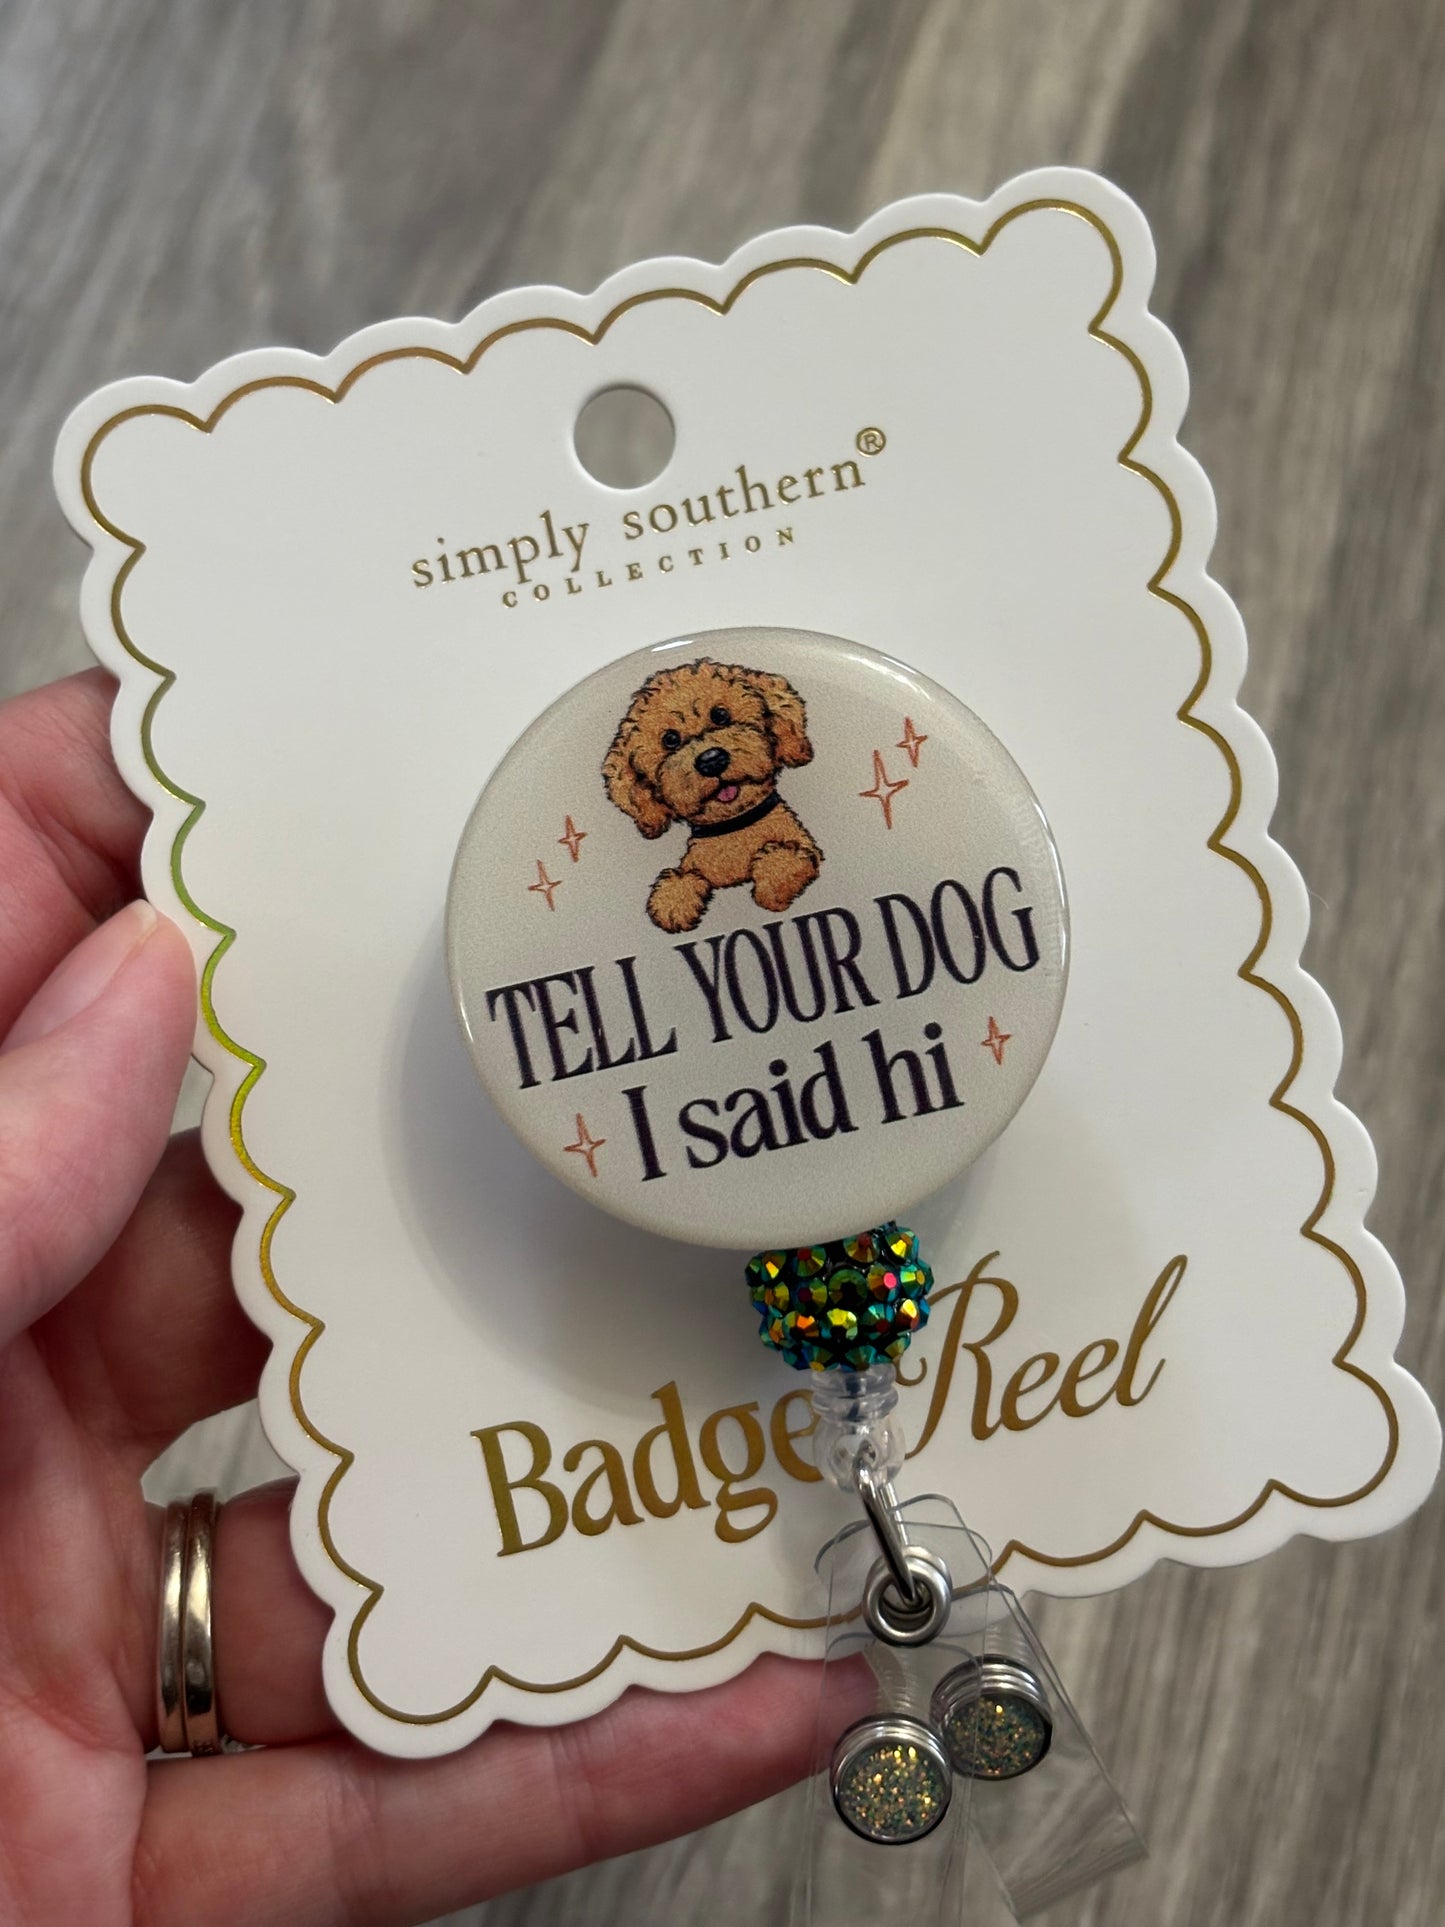 simply southern®
COLLECTION
TELL YOUR DOG
I said hi
Badge Reel